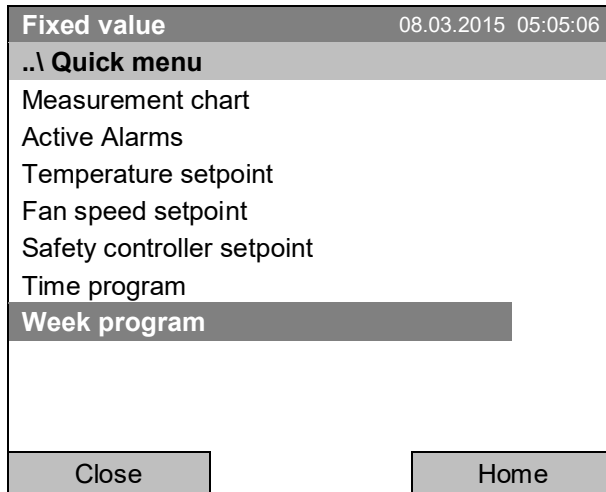 Fixed value 08.03.2015 05:05:06
..\ Quick menu
Measurement chart
Active Alarms
Temperature setpoint
Fan speed setpoint
Safety controller setpoint
Time program
Week program
Close Home